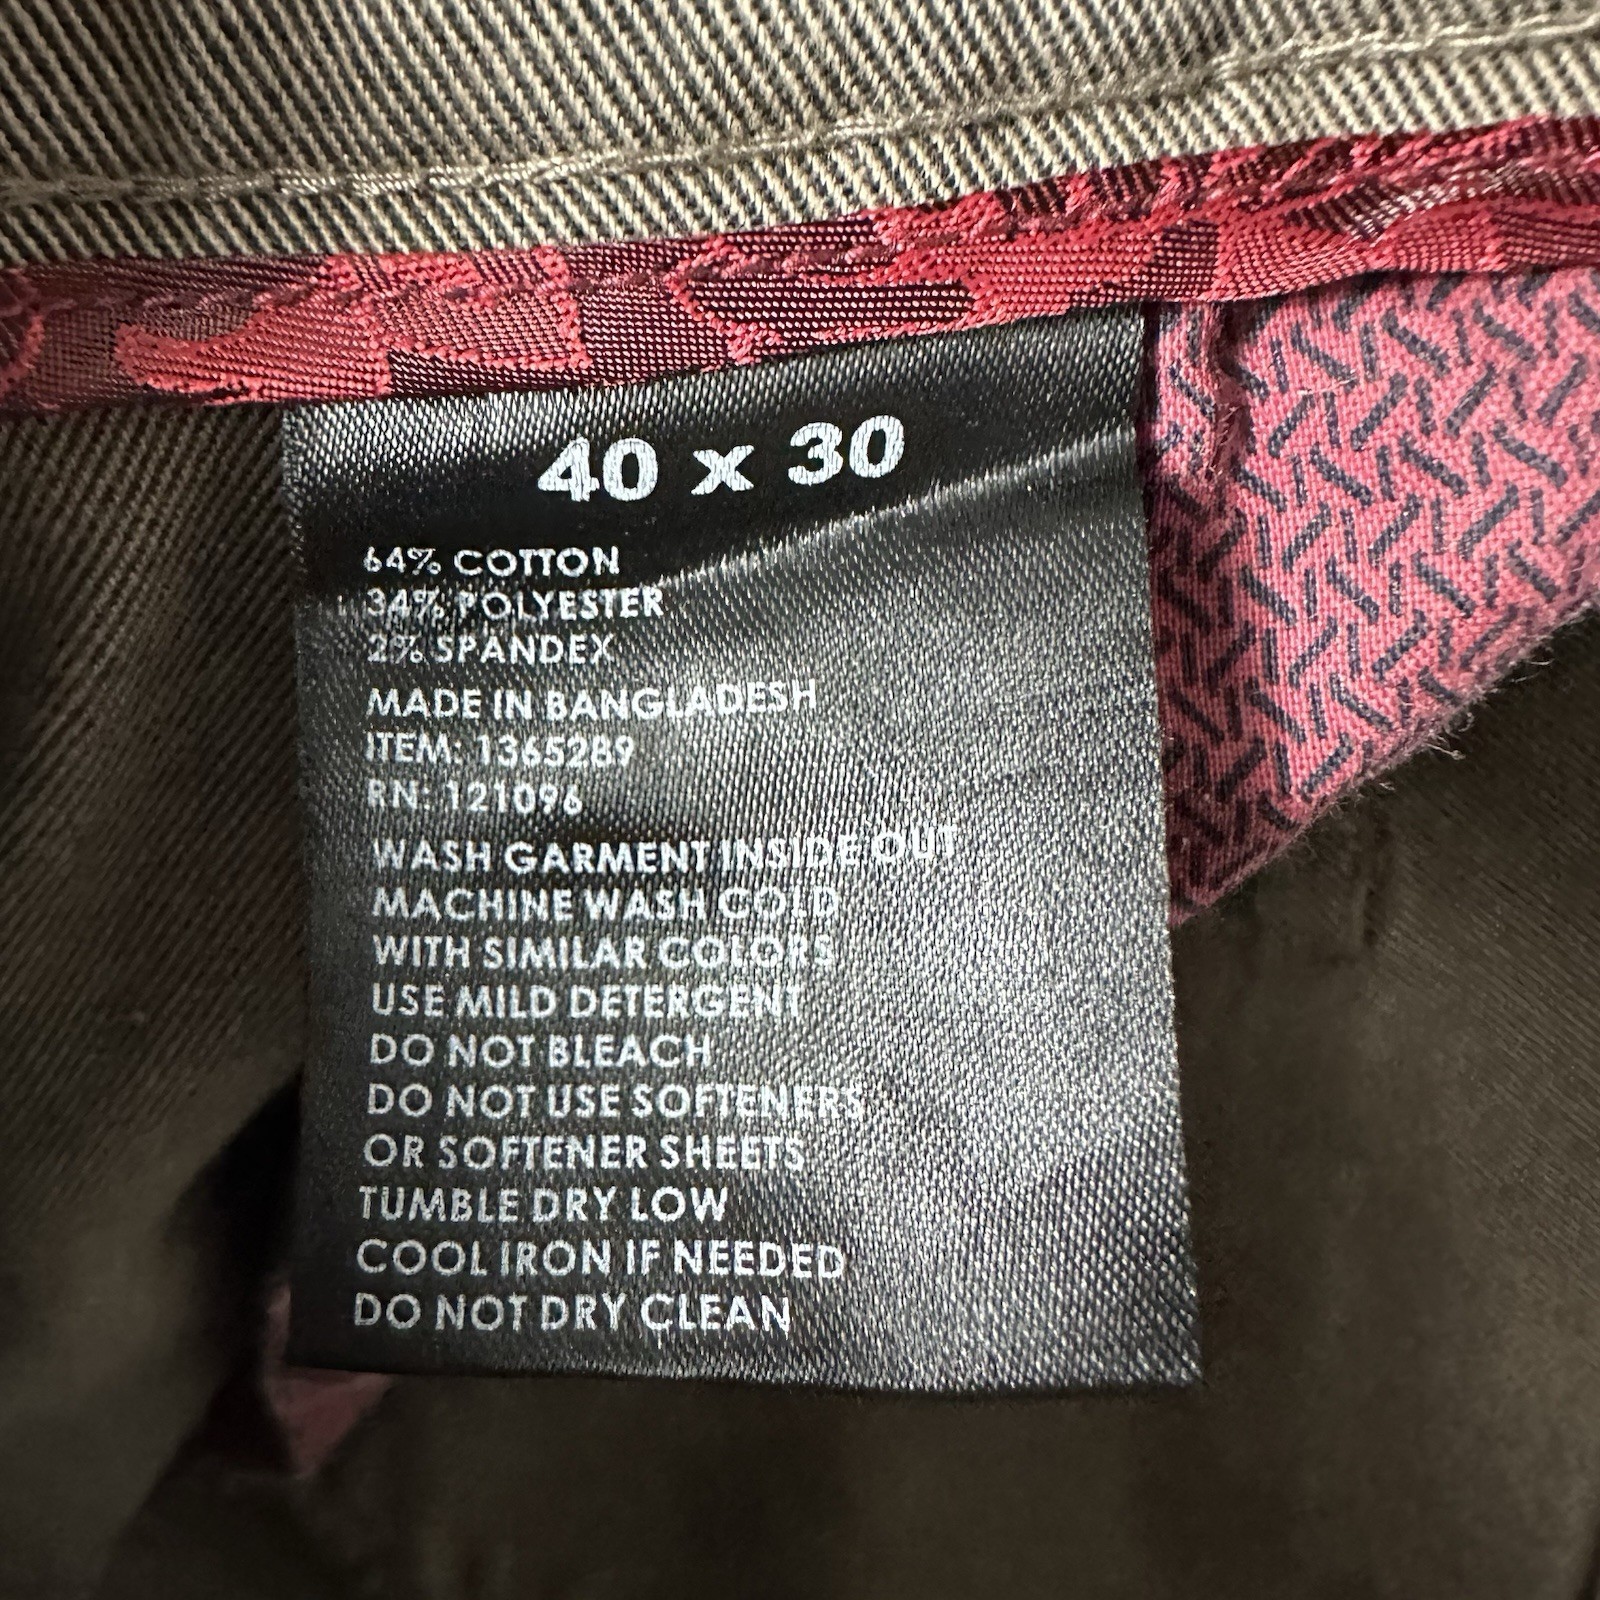 40 x 30
64% COTTON
34% POLYESTER
2% SPANDEX
MADE IN BANGLADESH
ITEM: 1365289
RN: 121096
WASH GARMENT INSIDE OUT
MACHINE WASH COLD
WITH SIMILAR COLORS
USE MILD DETERGENT
DO NOT BLEACH
DO NOT USE SOFTENERS
OR SOFTENER SHEETS
TUMBLE DRY LOW
COOL IRON IF NEEDED
DO NOT DRY CLEAN